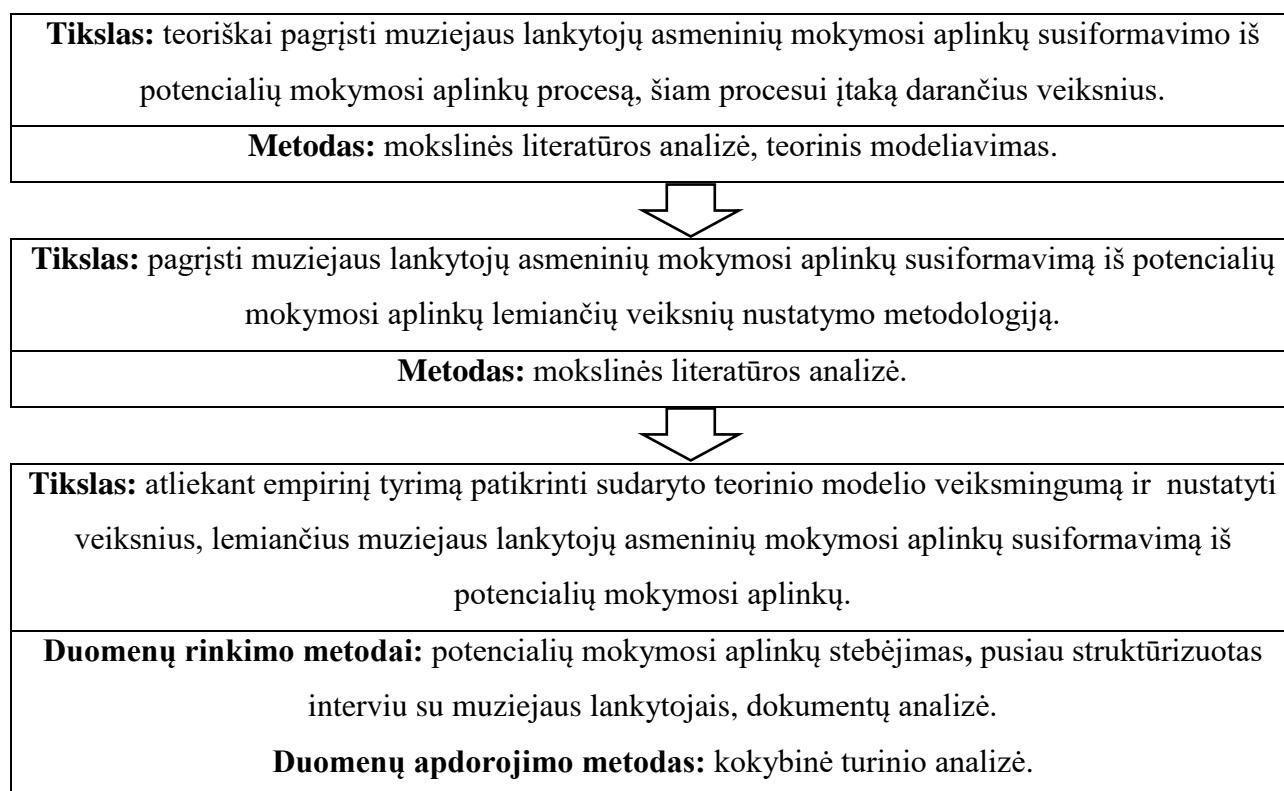 Tikslas: teoriškai pagrįsti muziejaus lankytojų asmeninių mokymosi aplinkų susiformavimo iš
potencialių mokymosi aplinkų procesą, šiam procesui įtaką darančius veiksnius.
Metodas: mokslinės literatūros analizė, teorinis modeliavimas.
Tikslas: pagrįsti muziejaus lankytojų asmeninių mokymosi aplinkų susiformavimą iš potencialių
mokymosi aplinkų lemiančių veiksnių nustatymo metodologiją.
Metodas: mokslinės literatūros analizė.
Tikslas: atliekant empirinį tyrimą patikrinti sudaryto teorinio modelio veiksmingumą ir nustatyti
veiksnius, lemiančius muziejaus lankytojų asmeninių mokymosi aplinkų susiformavimą iš
potencialių mokymosi aplinkų.
Duomenų rinkimo metodai: potencialių mokymosi aplinkų stebėjimas, pusiau struktūrizuotas
interviu su muziejaus lankytojais, dokumentų analizė.
Duomenų apdorojimo metodas: kokybinė turinio analizė.